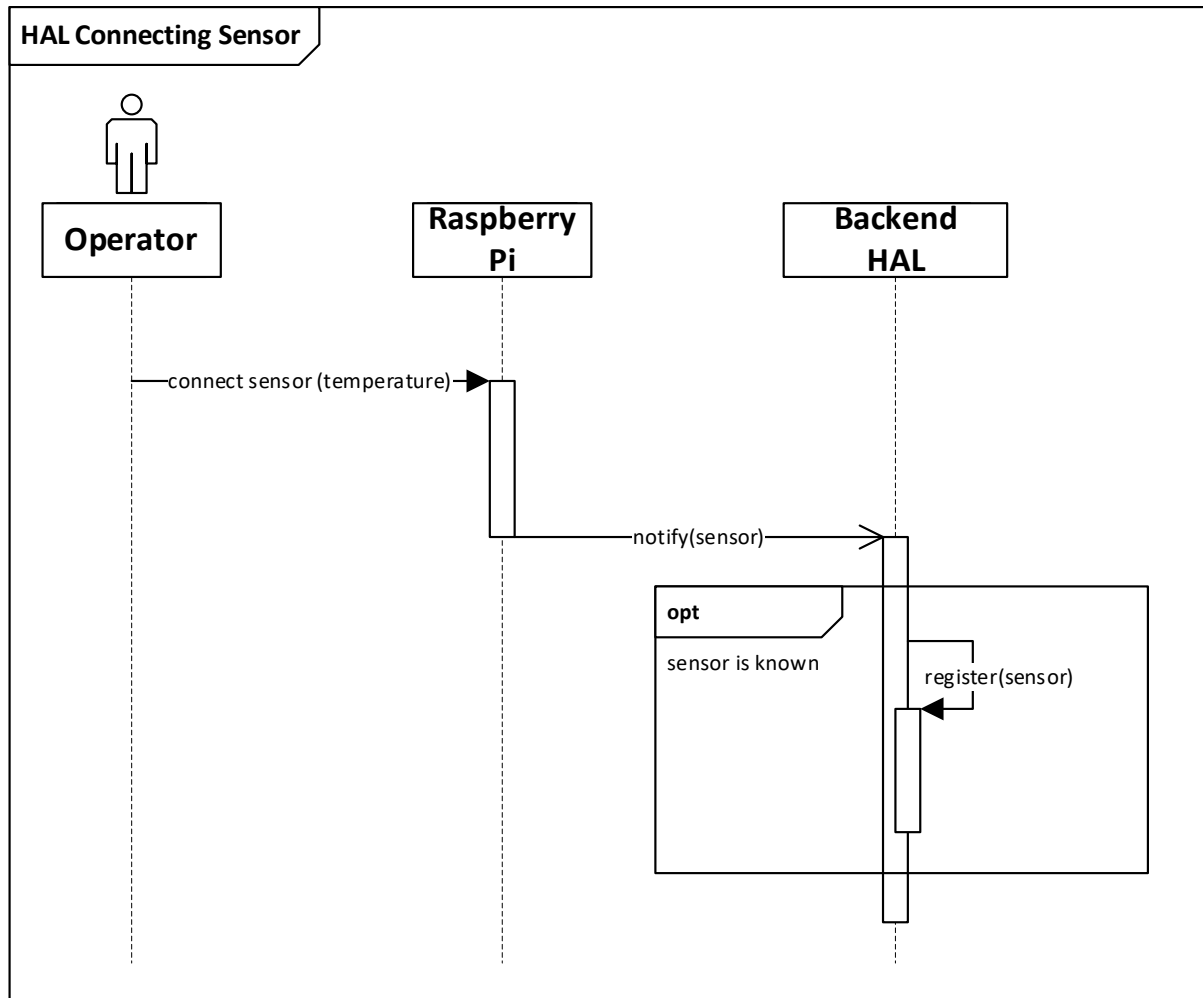 HAL Connecting Sensor
Operator
Raspberry
Pi
Backend
HAL
connect sensor (temperature)
notify(sensor)
opt
sensor is known
register(sensor)